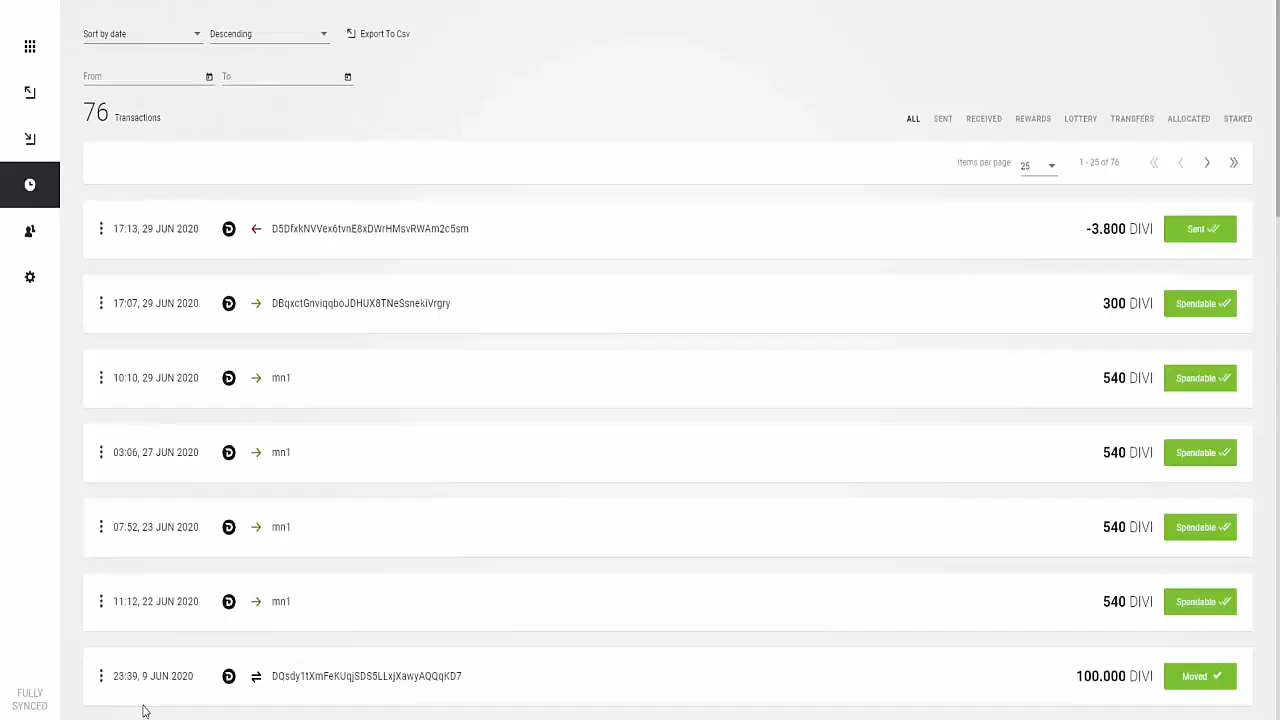 Sort by date Descending Export To Csv
From: To
76 Transactions
ALL SENT RECEIVED REWARDS LOTTERY TRANSFERS ALLOCATED STAKED
Items per page: 25 1 - 25 of 76
17:13, 29 JUN 2020 D5DfxkNVVex6tvnE8xDWrHMsvRWAm2c5sm -3.800 DIVI Sent
17:07, 29 JUN 2020 DBqxctGnviqqboJDHUX8TNeSsnekiVrgry 300 DIVI Spendable
10:10, 29 JUN 2020 mn1 540 DIVI Spendable
03:06, 27 JUN 2020 mn1 540 DIVI Spendable
07:52, 23 JUN 2020 mn1 540 DIVI Spendable
11:12, 22 JUN 2020 mn1 540 DIVI Spendable
23:39, 9 JUN 2020 DQsdy1tXmFeKUqjSDS5LLxjXawyAQQqKD7 100.000 DIVI Moved
FULLY
SYNCED